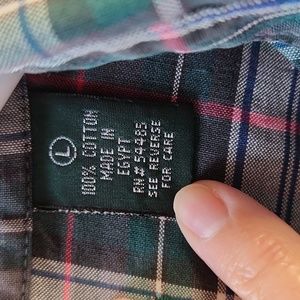 L
100% COTTON
MADE IN
EGYPT
RN# 54485
SEE REVERSE
FOR CARE